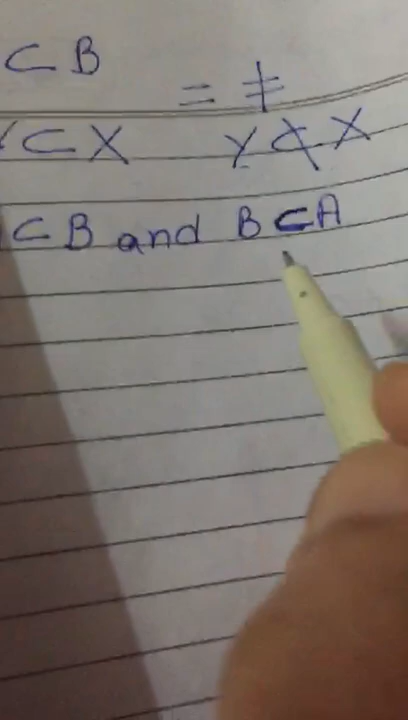 ⊂ B
= ≠
⊂ X Y ⊄ X
⊂ B and B ⊂ A